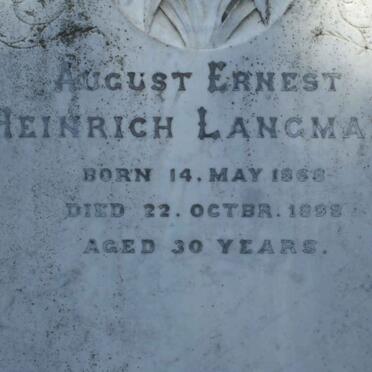 August Ernest
Heinrich Langma
Born 14. May 1868
Died 22. Octbr. 1898
Aged 30 Years.